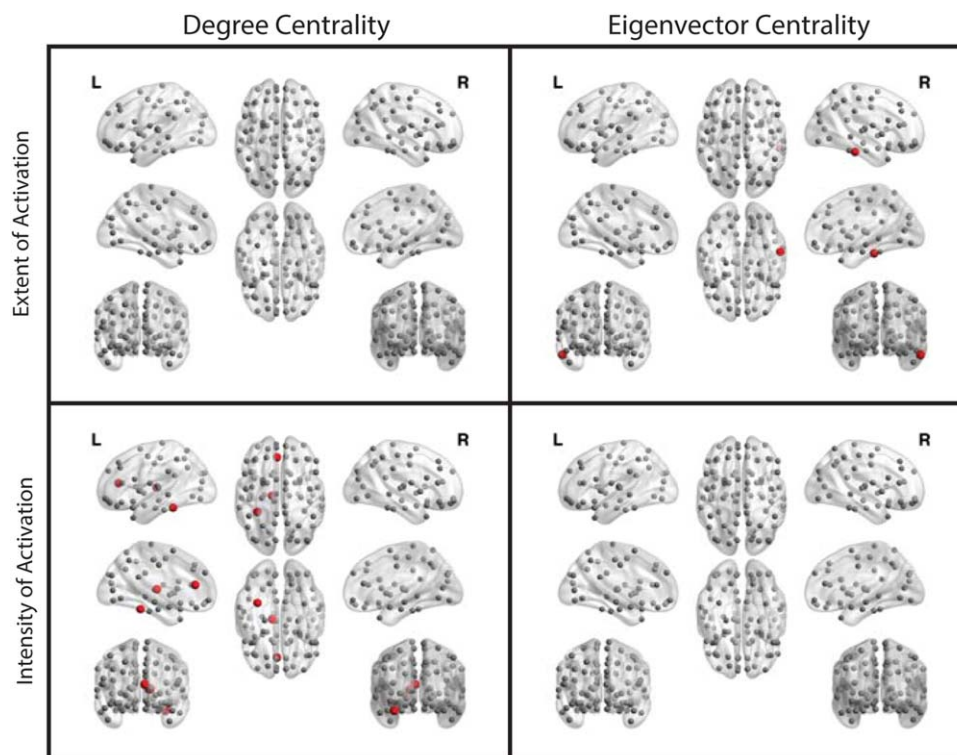 Degree Centrality
Eigenvector Centrality
Extent of Activation
L
R
L
R
Intensity of Activation
L
R
L
R